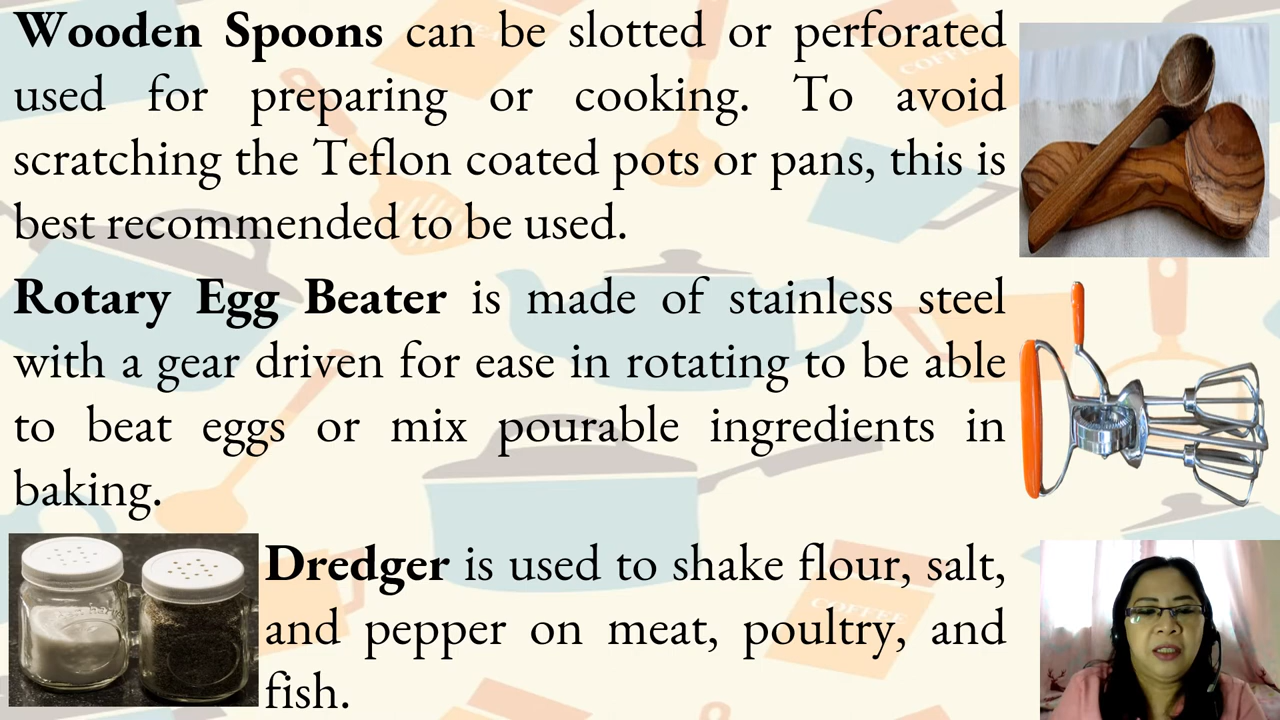 Wooden Spoons can be slotted or perforated
used for preparing or cooking. To avoid
scratching the Teflon coated pots or pans, this is
best recommended to be used.
Rotary Egg Beater is made of stainless steel
with a gear driven for ease in rotating to be able
to beat eggs or mix pourable ingredients in
baking.
Dredger is used to shake flour, salt,
and pepper on meat, poultry, and
fish.
COFFEE
COFFEE